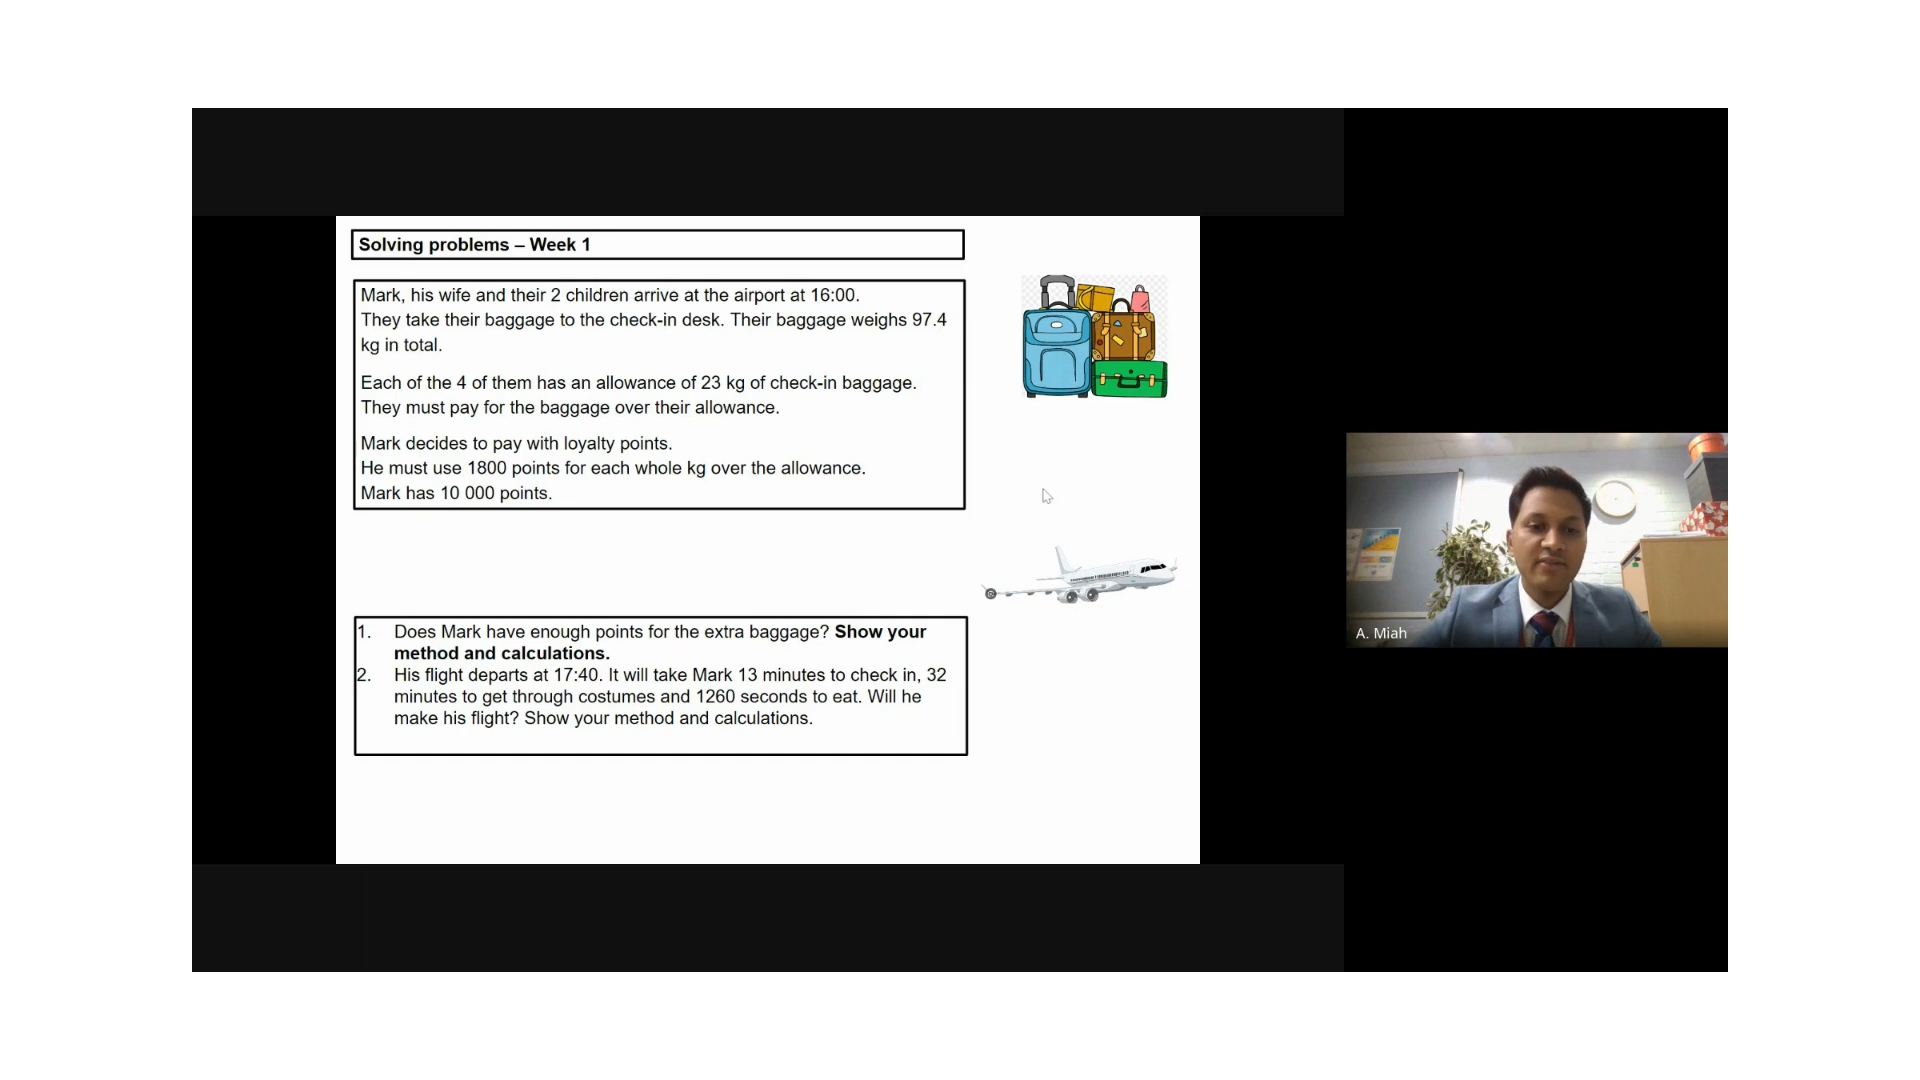 Solving problems – Week 1
Mark, his wife and their 2 children arrive at the airport at 16:00.
They take their baggage to the check-in desk. Their baggage weighs 97.4
kg in total.
Each of the 4 of them has an allowance of 23 kg of check-in baggage.
They must pay for the baggage over their allowance.
Mark decides to pay with loyalty points.
He must use 1800 points for each whole kg over the allowance.
Mark has 10 000 points.
1. Does Mark have enough points for the extra baggage? Show your
method and calculations.
2. His flight departs at 17:40. It will take Mark 13 minutes to check in, 32
minutes to get through costumes and 1260 seconds to eat. Will he
make his flight? Show your method and calculations.
A. Miah